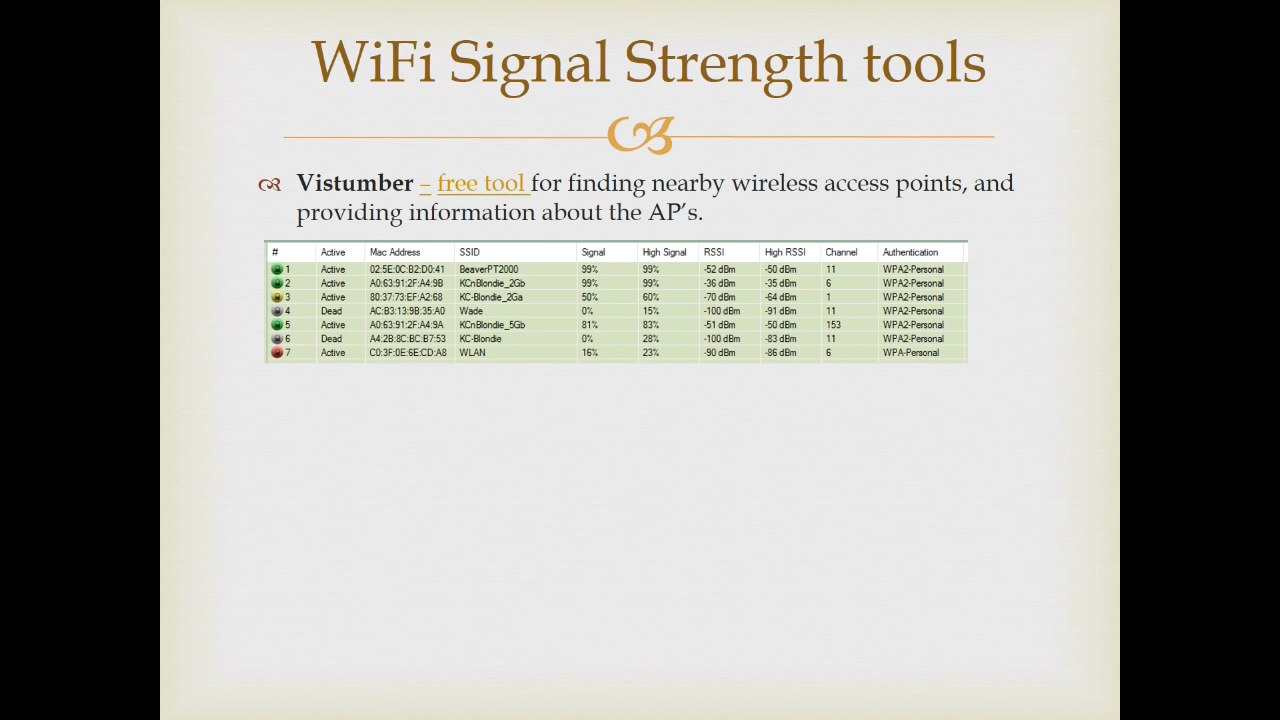 WiFi Signal Strength tools
Vistumber – free tool for finding nearby wireless access points, and
providing information about the AP's.
# Active Mac Address SSID Signal High Signal RSSI High RSSI Channel Authentication
1 Active 02:5E:0C:B2:D0:41 BeaverPT2000 99% 99% -52 dBm -50 dBm 11 WPA2-Personal
2 Active A0:63:91:2F:A4:9B KCnBlondie_2Gb 99% 99% -36 dBm -35 dBm 6 WPA2-Personal
3 Active 80:37:73:EF:A2:68 KC-Blondie_2Ga 50% 60% -70 dBm -64 dBm 1 WPA2-Personal
4 Dead AC:B3:13:9B:35:A0 Wade 0% 15% -100 dBm -91 dBm 11 WPA2-Personal
5 Active A0:63:91:2F:A4:9A KCnBlondie_5Gb 81% 83% -51 dBm -50 dBm 153 WPA2-Personal
6 Dead A4:2B:8C:BC:B7:53 KC-Blondie 0% 28% -100 dBm -83 dBm 11 WPA2-Personal
7 Active C0:3F:0E:6E:CD:A8 WLAN 16% 23% -90 dBm -86 dBm 6 WPA-Personal